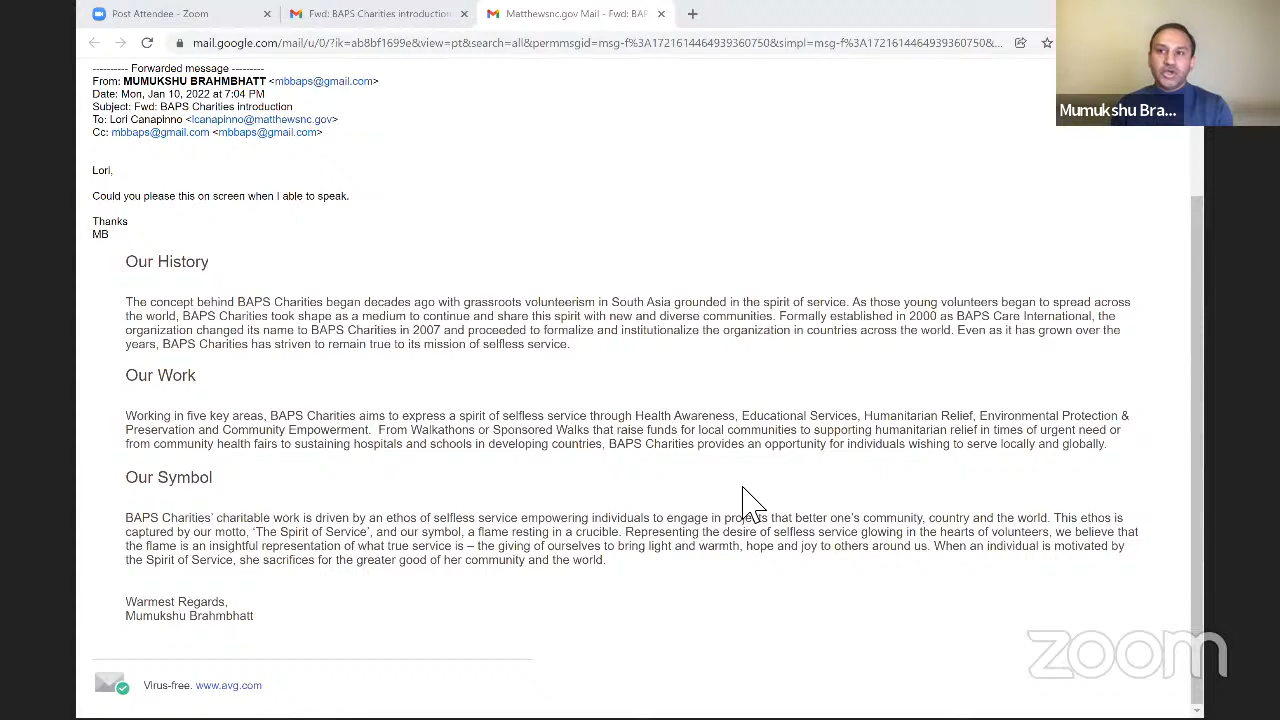 Post Attendee - Zoom
Fwd: BAPS Charities introduction
Matthewsnc.gov Mail - Fwd: BAP
mail.google.com/mail/u/0/?ik=ab8bf1699e&view=pt&search=all&permmsgid=msg-f%3A1721614464939360750&simpl=msg-f%3A1721614464939360750&...
---------- Forwarded message ---------
From: MUMUKSHU BRAHMBHATT <mbbaps@gmail.com>
Date: Mon, Jan 10, 2022 at 7:04 PM
Subject: Fwd: BAPS Charities introduction
To: Lori Canapinno <lcanapinno@matthewsnc.gov>
Cc: mbbaps@gmail.com <mbbaps@gmail.com>
Lori,
Could you please this on screen when I able to speak.
Thanks
MB
Our History
The concept behind BAPS Charities began decades ago with grassroots volunteerism in South Asia grounded in the spirit of service. As those young volunteers began to spread across
the world, BAPS Charities took shape as a medium to continue and share this spirit with new and diverse communities. Formally established in 2000 as BAPS Care International, the
organization changed its name to BAPS Charities in 2007 and proceeded to formalize and institutionalize the organization in countries across the world. Even as it has grown over the
years, BAPS Charities has striven to remain true to its mission of selfless service.
Our Work
Working in five key areas, BAPS Charities aims to express a spirit of selfless service through Health Awareness, Educational Services, Humanitarian Relief, Environmental Protection &
Preservation and Community Empowerment. From Walkathons or Sponsored Walks that raise funds for local communities to supporting humanitarian relief in times of urgent need or
from community health fairs to sustaining hospitals and schools in developing countries, BAPS Charities provides an opportunity for individuals wishing to serve locally and globally.
Our Symbol
BAPS Charities' charitable work is driven by an ethos of selfless service empowering individuals to engage in projects that better one's community, country and the world. This ethos is
captured by our motto, 'The Spirit of Service', and our symbol, a flame resting in a crucible. Representing the desire of selfless service glowing in the hearts of volunteers, we believe that
the flame is an insightful representation of what true service is – the giving of ourselves to bring light and warmth, hope and joy to others around us. When an individual is motivated by
the Spirit of Service, she sacrifices for the greater good of her community and the world.
Warmest Regards,
Mumukshu Brahmbhatt
Virus-free. www.avg.com
Mumukshu Bra...
zoom